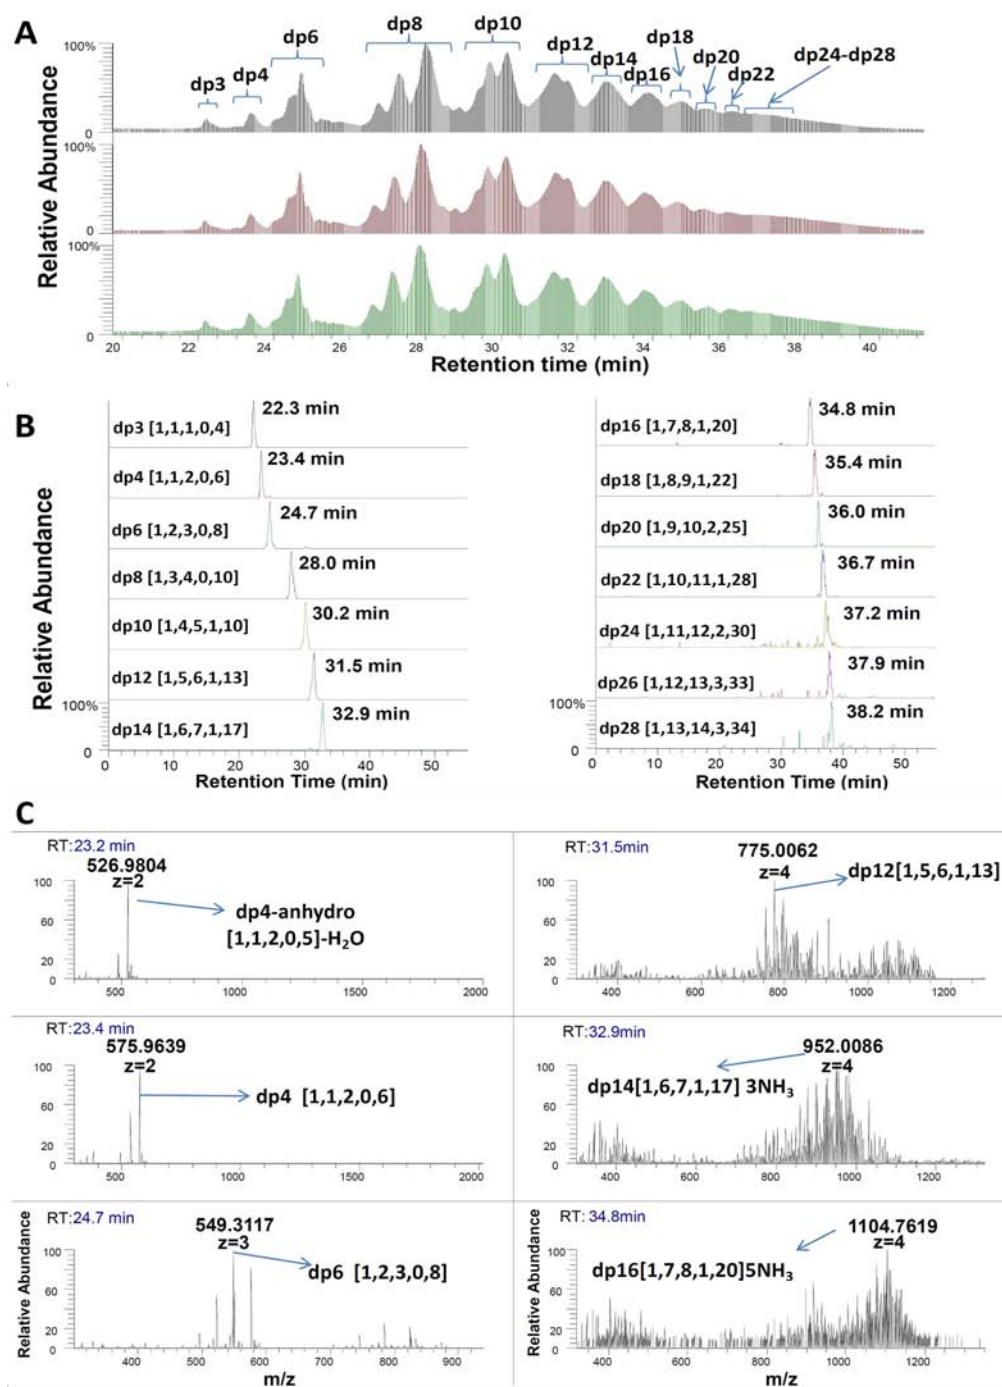 A
dp3
dp4
dp6
dp8
dp10
dp12
dp14
dp16
dp18
dp20
dp22
dp24-dp28
Relative Abundance
100%
0
100%
0
100%
0
20 22 24 26 28 30 32 34 36 38 40
Retention time (min)
B
Relative Abundance
dp3 [1,1,1,0,4] 22.3 min
dp4 [1,1,2,0,6] 23.4 min
dp6 [1,2,3,0,8] 24.7 min
dp8 [1,3,4,0,10] 28.0 min
dp10 [1,4,5,1,10] 30.2 min
dp12 [1,5,6,1,13] 31.5 min
dp14 [1,6,7,1,17] 32.9 min
100%
0
0 10 20 30 40 50
Retention Time (min)
Relative Abundance
dp16 [1,7,8,1,20] 34.8 min
dp18 [1,8,9,1,22] 35.4 min
dp20 [1,9,10,2,25] 36.0 min
dp22 [1,10,11,1,28] 36.7 min
dp24 [1,11,12,2,30] 37.2 min
dp26 [1,12,13,3,33] 37.9 min
dp28 [1,13,14,3,34] 38.2 min
100%
0
0 10 20 30 40 50
Retention Time (min)
C
RT:23.2 min
526.9804
z=2
dp4-anhydro
[1,1,2,0,5]-H₂O
100
60
20
0
500 1000 1500 2000
RT:31.5min
775.0062
z=4
dp12[1,5,6,1,13]
100
60
20
0
400 600 800 1000 1200
RT:23.4 min
575.9639
z=2
dp4 [1,1,2,0,6]
100
60
20
0
500 1000 1500 2000
RT:32.9min
952.0086
z=4
dp14[1,6,7,1,17] 3NH₃
100
60
20
0
400 600 800 1000 1200
RT:24.7 min
549.3117
z=3
dp6 [1,2,3,0,8]
Relative Abundance
100
60
20
0
400 500 600 700 800 900
m/z
RT: 34.8min
1104.7619
z=4
dp16[1,7,8,1,20]5NH₃
Relative Abundance
100
60
20
0
400 600 800 1000 1200
m/z